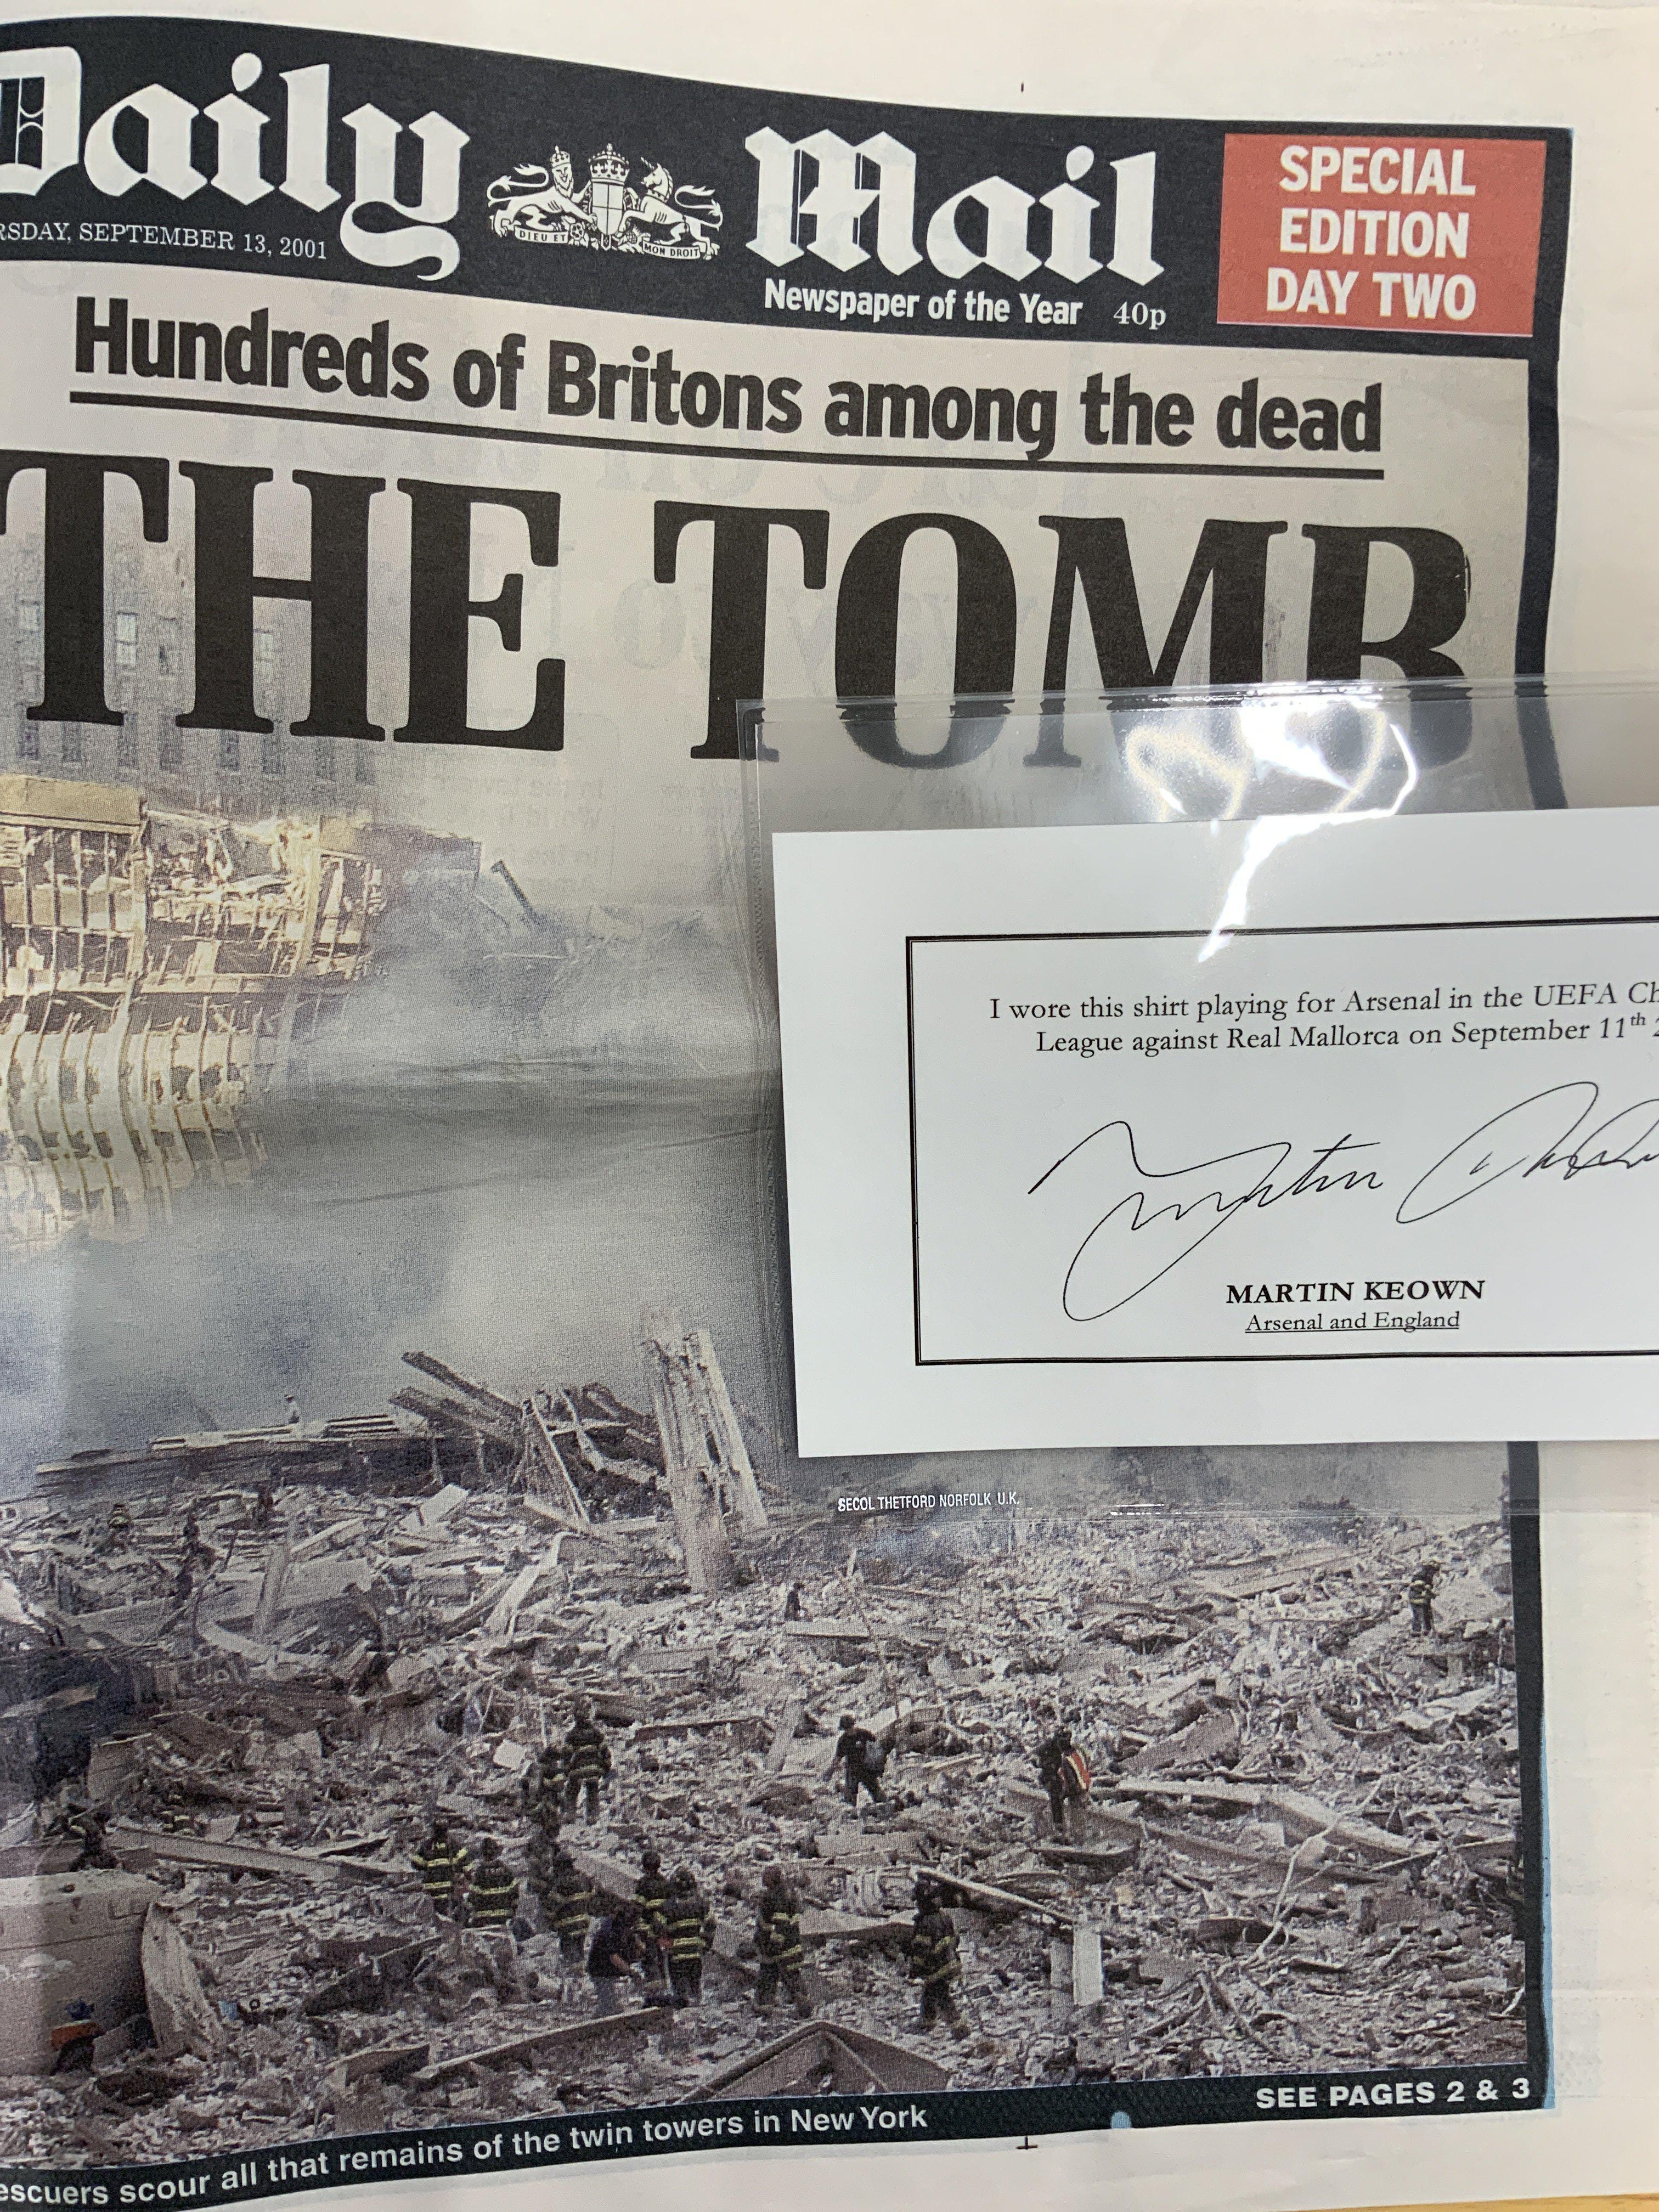 Daily Mail
RSDAY, SEPTEMBER 13, 2001
DIEU ET MON DROIT
Newspaper of the Year 40p
SPECIAL
EDITION
DAY TWO
Hundreds of Britons among the dead
THE TOMB
I wore this shirt playing for Arsenal in the UEFA Ch
League against Real Mallorca on September 11th 2
Martin
MARTIN KEOWN
Arsenal and England
SECOL THETFORD NORFOLK U.K.
SEE PAGES 2 & 3
escuers scour all that remains of the twin towers in New York